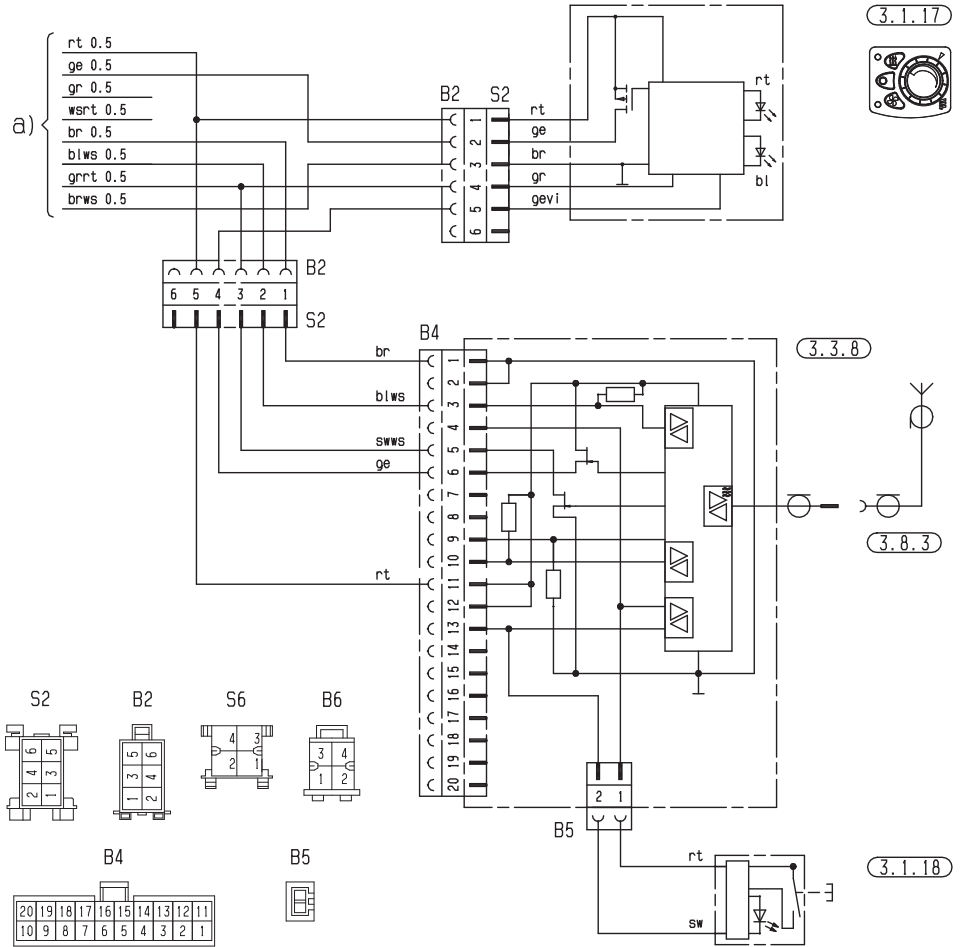 3.1.17
rt 0.5
ge 0.5
gr 0.5
wsrt 0.5
br 0.5
blws 0.5
grrt 0.5
brws 0.5
a)
B2 S2
1 rt
2 ge
3 br
4 gr
5 gevi
6
rt
bl
B2
6 5 4 3 2 1
S2
B4
3.3.8
br
blws
swws
ge
rt
1
2
3
4
5
6
7
8
9
10
11
12
13
14
15
16
17
18
19
20
3.8.3
2 1
B5
rt
sw
3.1.18
S2 B2 S6 B6
6 5
4 3
2 1
5 6
3 4
1 2
4 3
2 1
3 4
1 2
B4 B5
20 19 18 17 16 15 14 13 12 11
10 9 8 7 6 5 4 3 2 1